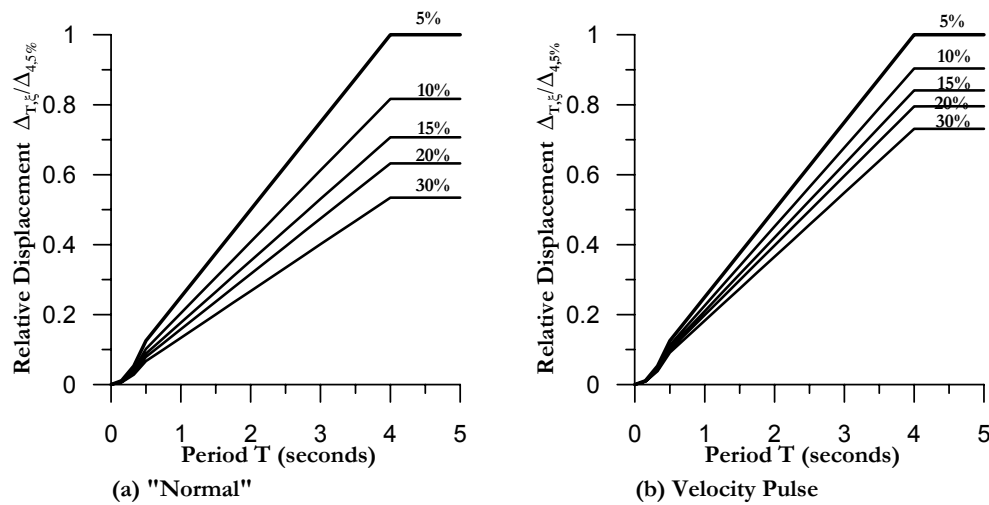 Relative Displacement Δ_{T,ξ}/Δ_{4,5%}
1
0.8
0.6
0.4
0.2
0
5%
10%
15%
20%
30%
0 1 2 3 4 5
Period T (seconds)
(a) "Normal"
Relative Displacement Δ_{T,ξ}/Δ_{4,5%}
1
0.8
0.6
0.4
0.2
0
5%
10%
15%
20%
30%
0 1 2 3 4 5
Period T (seconds)
(b) Velocity Pulse